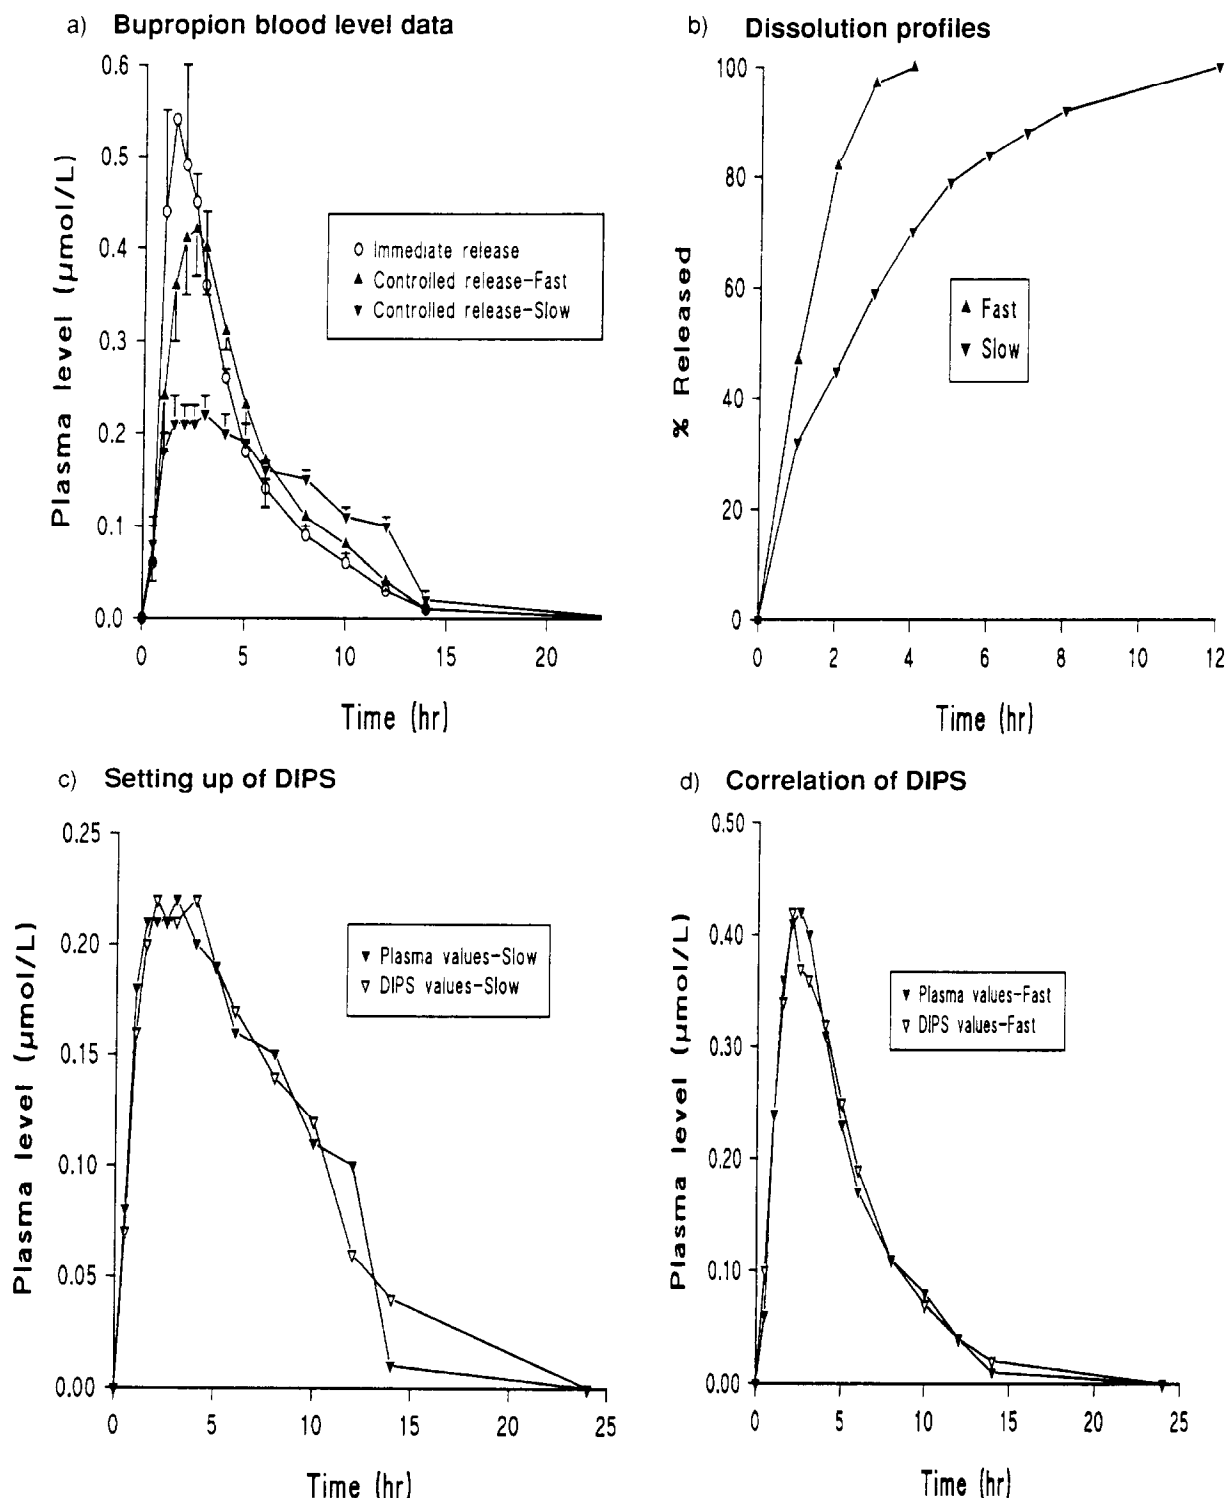 a) Bupropion blood level data
0.6
0.5
0.4
0.3
0.2
0.1
0.0
Plasma level (µmol/L)
Immediate release
Controlled release-Fast
Controlled release-Slow
0 5 10 15 20
Time (hr)
b) Dissolution profiles
100
80
60
40
20
0
% Released
Fast
Slow
0 2 4 6 8 10 12
Time (hr)
c) Setting up of DIPS
0.25
0.20
0.15
0.10
0.05
0.00
Plasma level (µmol/L)
Plasma values-Slow
DIPS values-Slow
0 5 10 15 20 25
Time (hr)
d) Correlation of DIPS
0.50
0.40
0.30
0.20
0.10
0.00
Plasma level (µmol/L)
Plasma values-Fast
DIPS values-Fast
0 5 10 15 20 25
Time (hr)